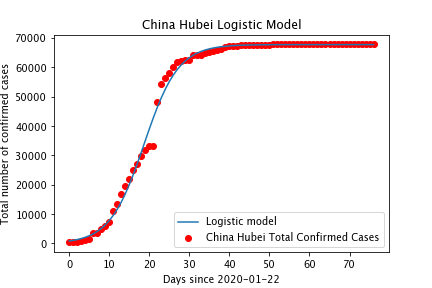 China Hubei Logistic Model
Total number of confirmed cases
70000
60000
50000
40000
30000
20000
10000
0
Logistic model
China Hubei Total Confirmed Cases
0 10 20 30 40 50 60 70
Days since 2020-01-22